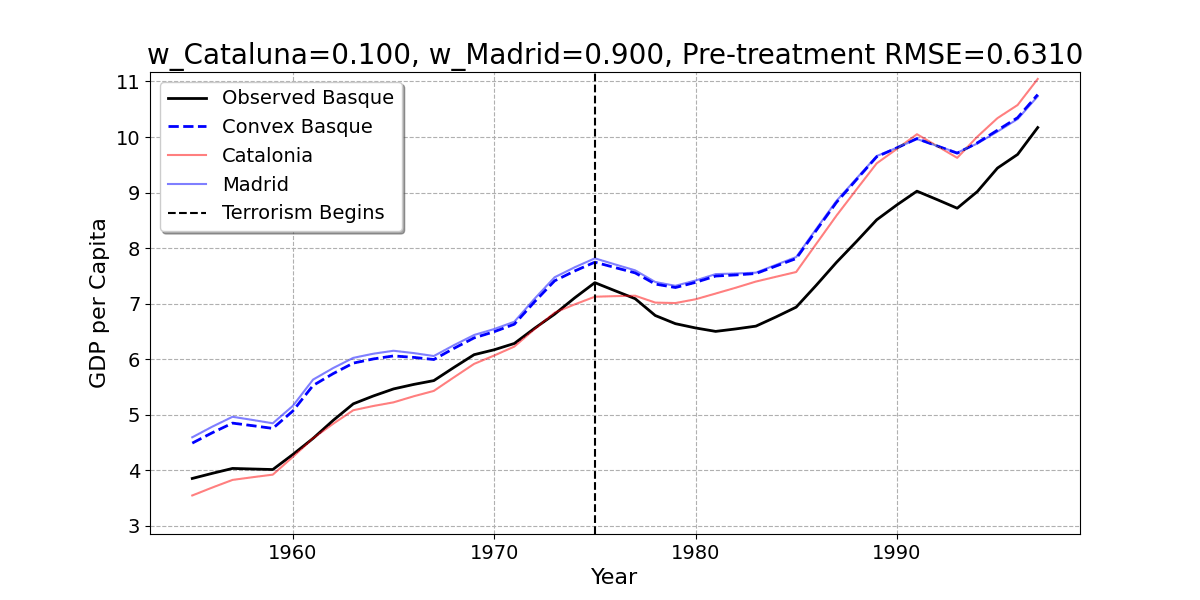 w_Cataluna=0.100, w_Madrid=0.900, Pre-treatment RMSE=0.6310
11
10
9
8
7
6
5
4
3
GDP per Capita
Observed Basque
Convex Basque
Catalonia
Madrid
Terrorism Begins
1960
1970
1980
1990
Year